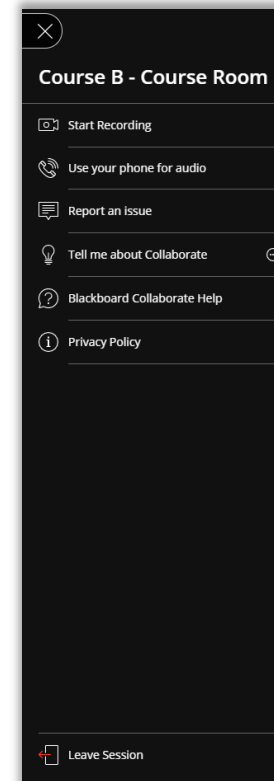 Course B - Course Room
Start Recording
Use your phone for audio
Report an issue
Tell me about Collaborate
Blackboard Collaborate Help
Privacy Policy
Leave Session